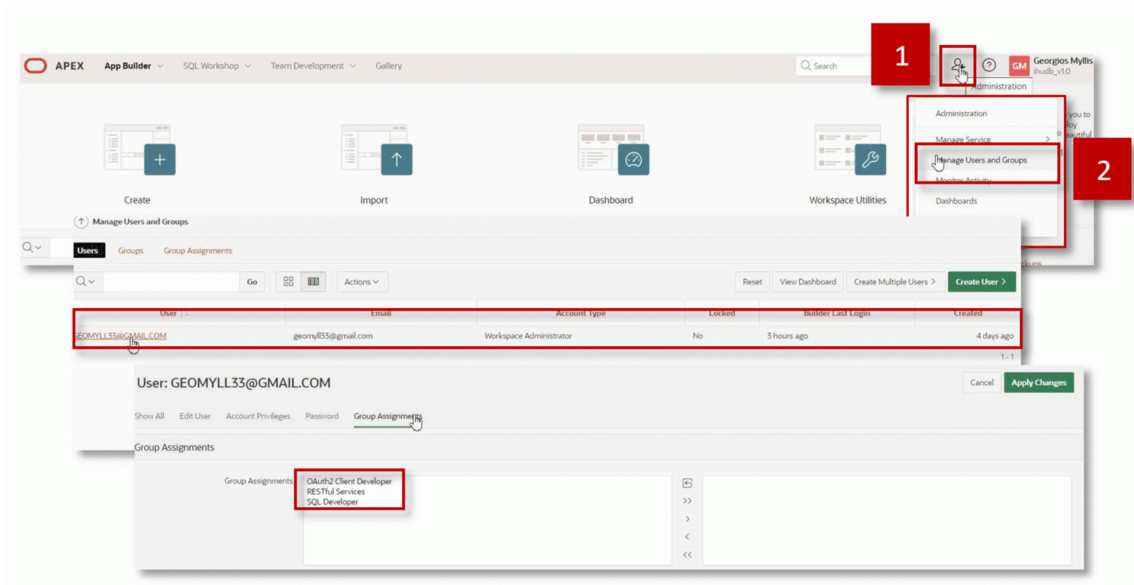 1
APEX App Builder SQL Workshop Team Development Gallery Search GM Georgios Myllis
ihudb_v1.0
Administration
Administration
you to
Manage Service
Manage Users and Groups
Monitor Activity
2
Dashboards
Create Import Dashboard Workspace Utilities
Manage Users and Groups
Users Groups Group Assignments
Go Actions Reset View Dashboard Create Multiple Users > Create User >
User Email Account Type Locked Builder Last Login Created
GEOMYLL33@GMAIL.COM geomyll33@gmail.com Workspace Administrator No 3 hours ago 4 days ago
1 - 1
User: GEOMYLL33@GMAIL.COM Cancel Apply Changes
Show All Edit User Account Privileges Password Group Assignments
Group Assignments
Group Assignments OAuth2 Client Developer
RESTful Services
SQL Developer